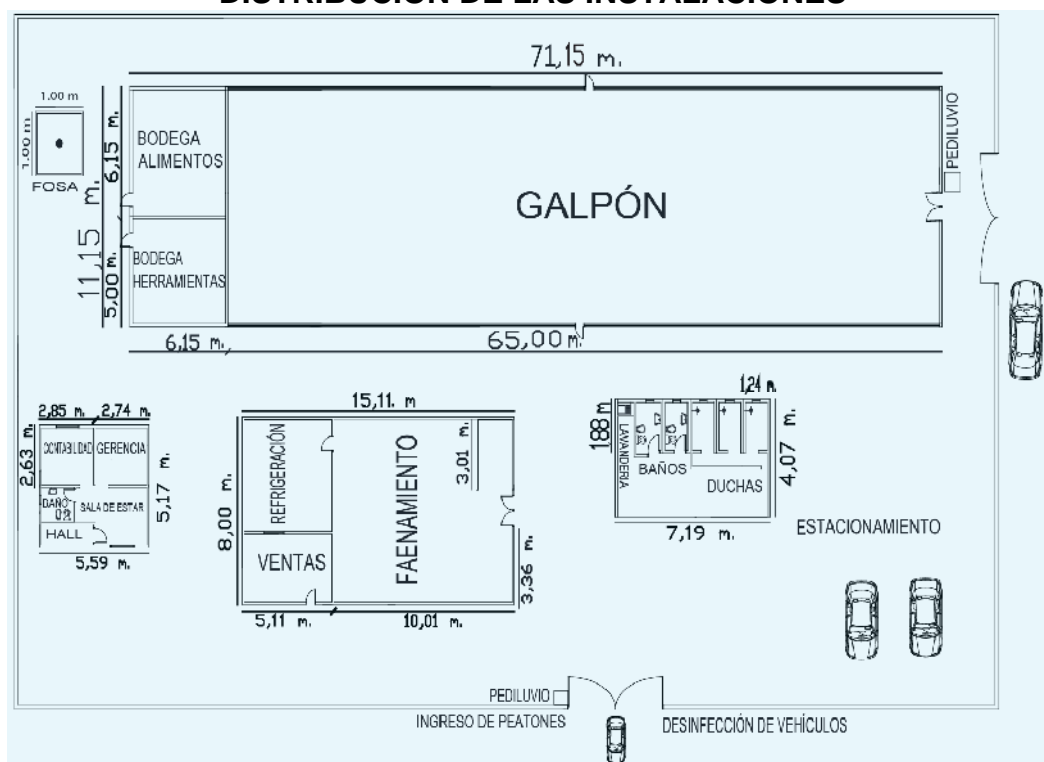 DISTRIBUCIÓN DE LAS INSTALACIONES
71,15 m.
1.00 m
1.00 m
FOSA
6,15 m.
11,15 m.
5,00 m.
BODEGA
ALIMENTOS
BODEGA
HERRAMIENTAS
GALPÓN
PEDILUVIO
6,15 m.
65,00 m.
2,85 m.
2,74 m.
2,63 m.
CONTABILIDAD
GERENCIA
BAÑO
SALA DE ESTAR
HALL
5,17 m.
5,59 m.
15,11. m
8,00 m.
REFRIGERACIÓN
VENTAS
FAENAMIENTO
3,01 m.
3,36 m.
5,11 m.
10,01 m.
1,24 m.
1,88 m
LAVANDERIA
BAÑOS
DUCHAS
4,07 m.
7,19 m.
ESTACIONAMIENTO
PEDILUVIO
INGRESO DE PEATONES
DESINFECCIÓN DE VEHÍCULOS